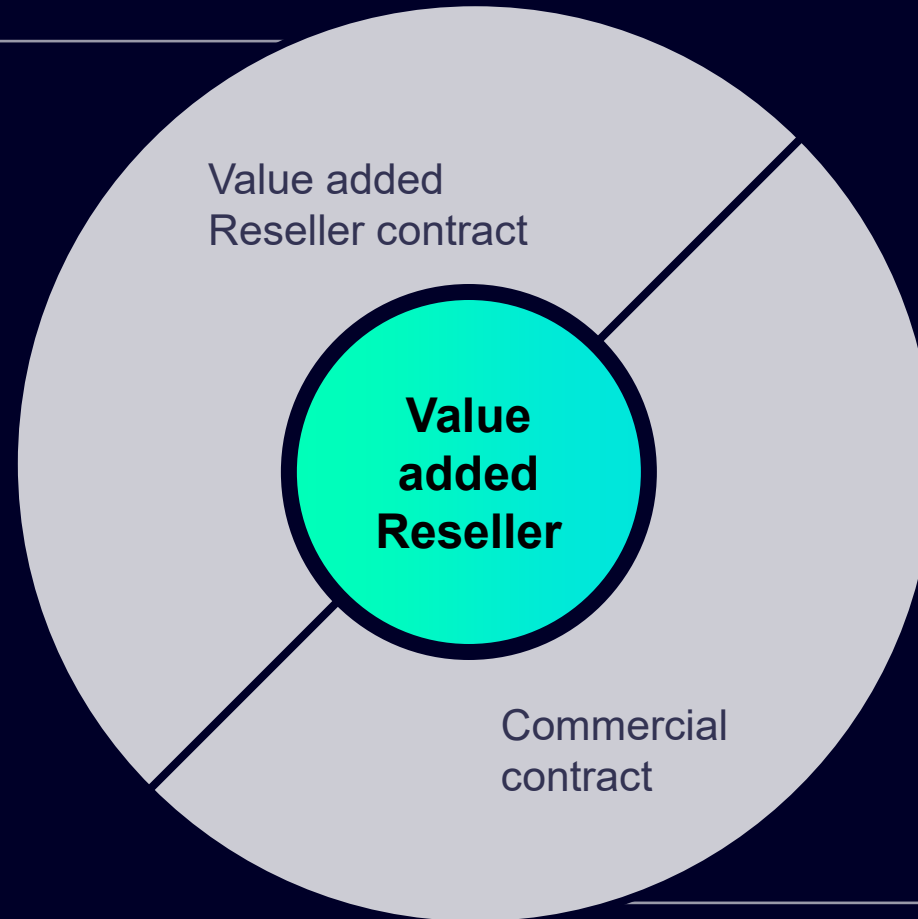 Value added
Reseller contract
Value
added
Reseller
Commercial
contract